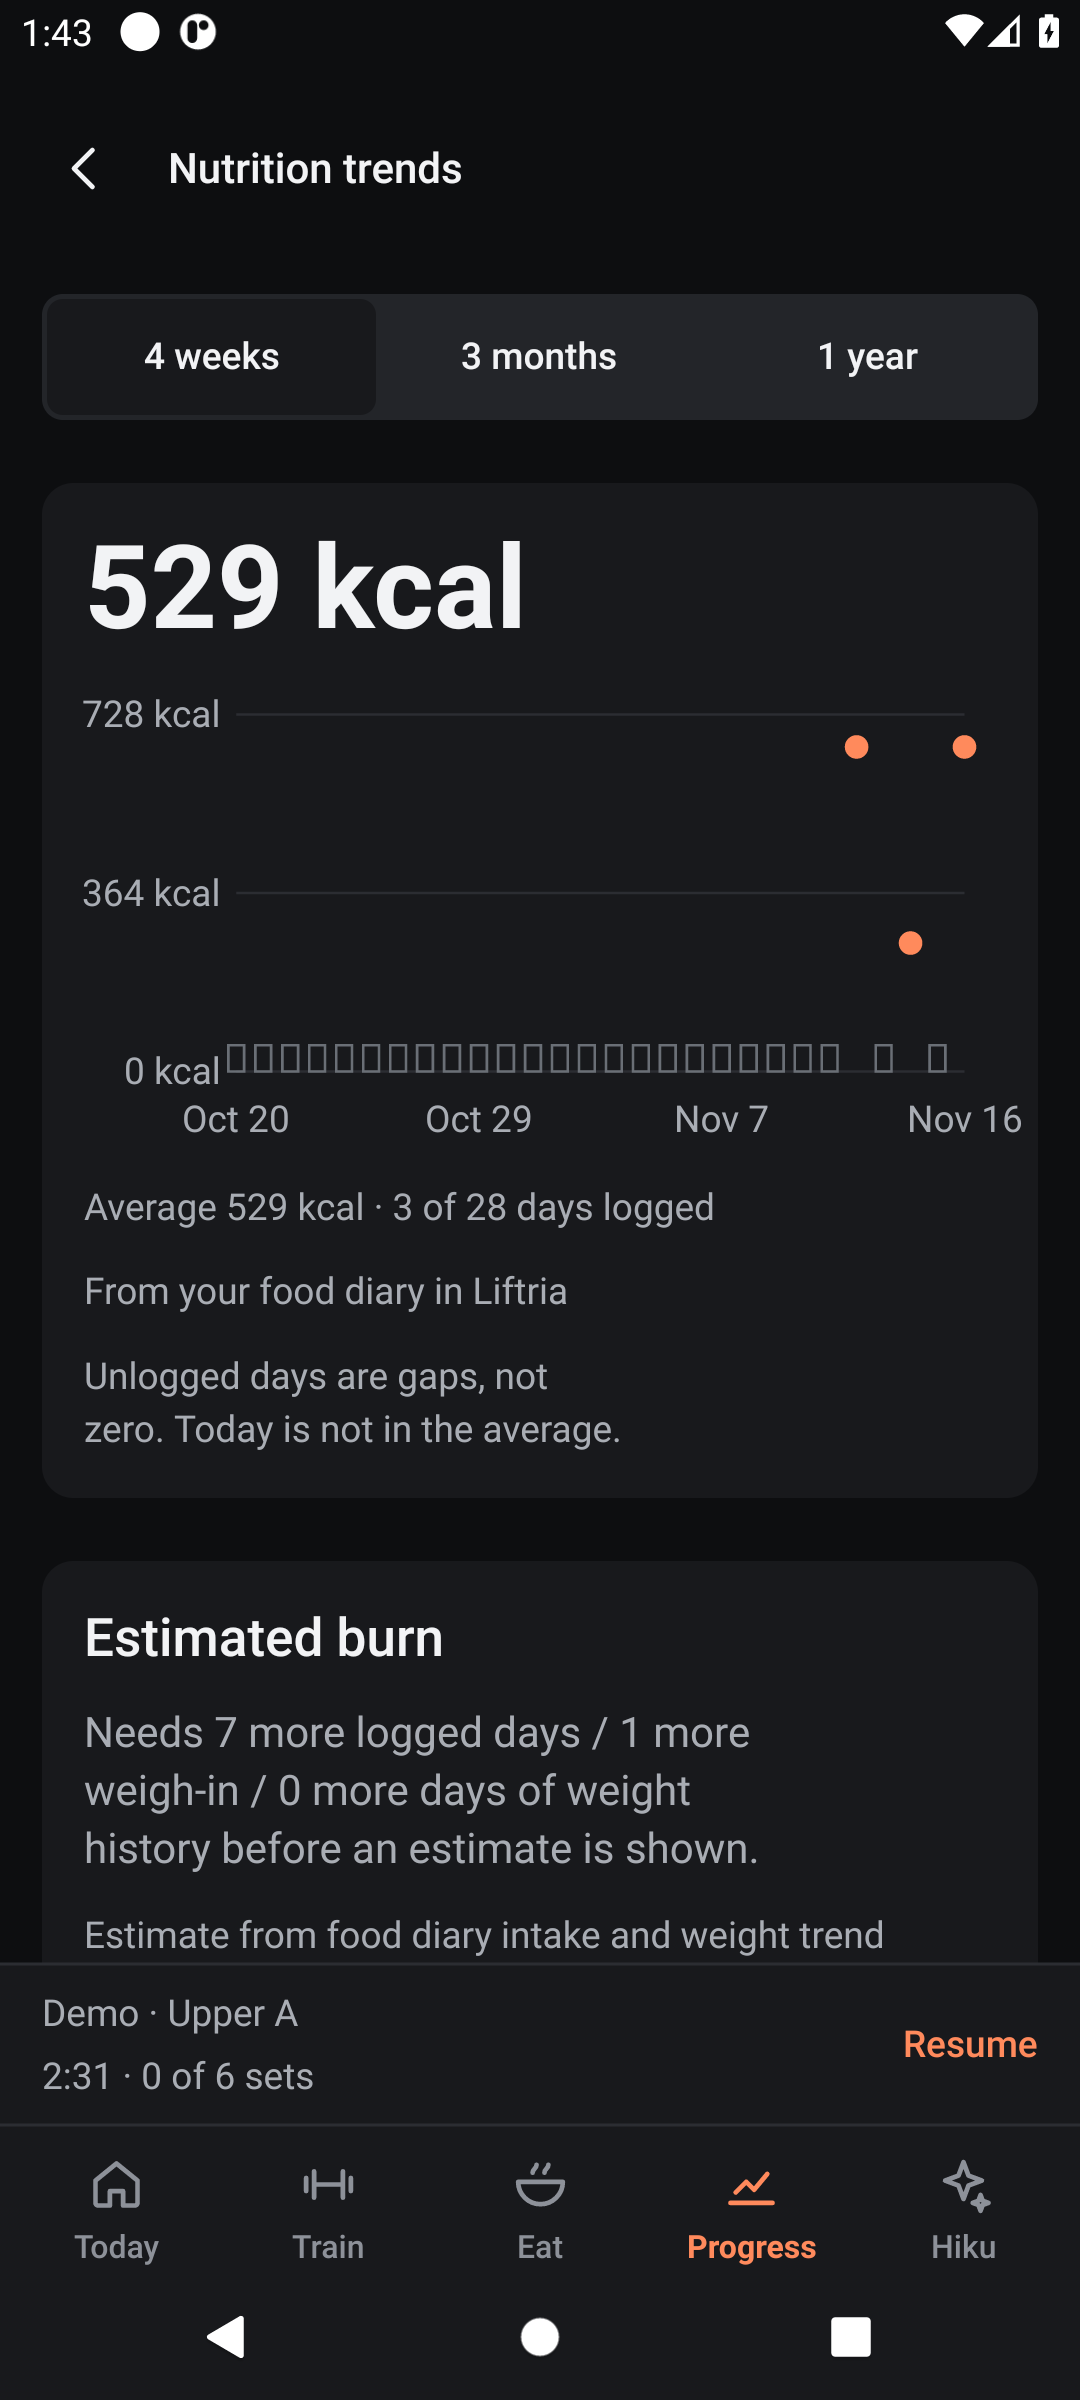 1:43
Nutrition trends
4 weeks
3 months
1 year
529 kcal
728 kcal
364 kcal
0 kcal
Oct 20
Oct 29
Nov 7
Nov 16
Average 529 kcal · 3 of 28 days logged
From your food diary in Liftria
Unlogged days are gaps, not
zero. Today is not in the average.
Estimated burn
Needs 7 more logged days / 1 more
weigh-in / 0 more days of weight
history before an estimate is shown.
Estimate from food diary intake and weight trend
Demo · Upper A
2:31 · 0 of 6 sets
Resume
Today
Train
Eat
Progress
Hiku